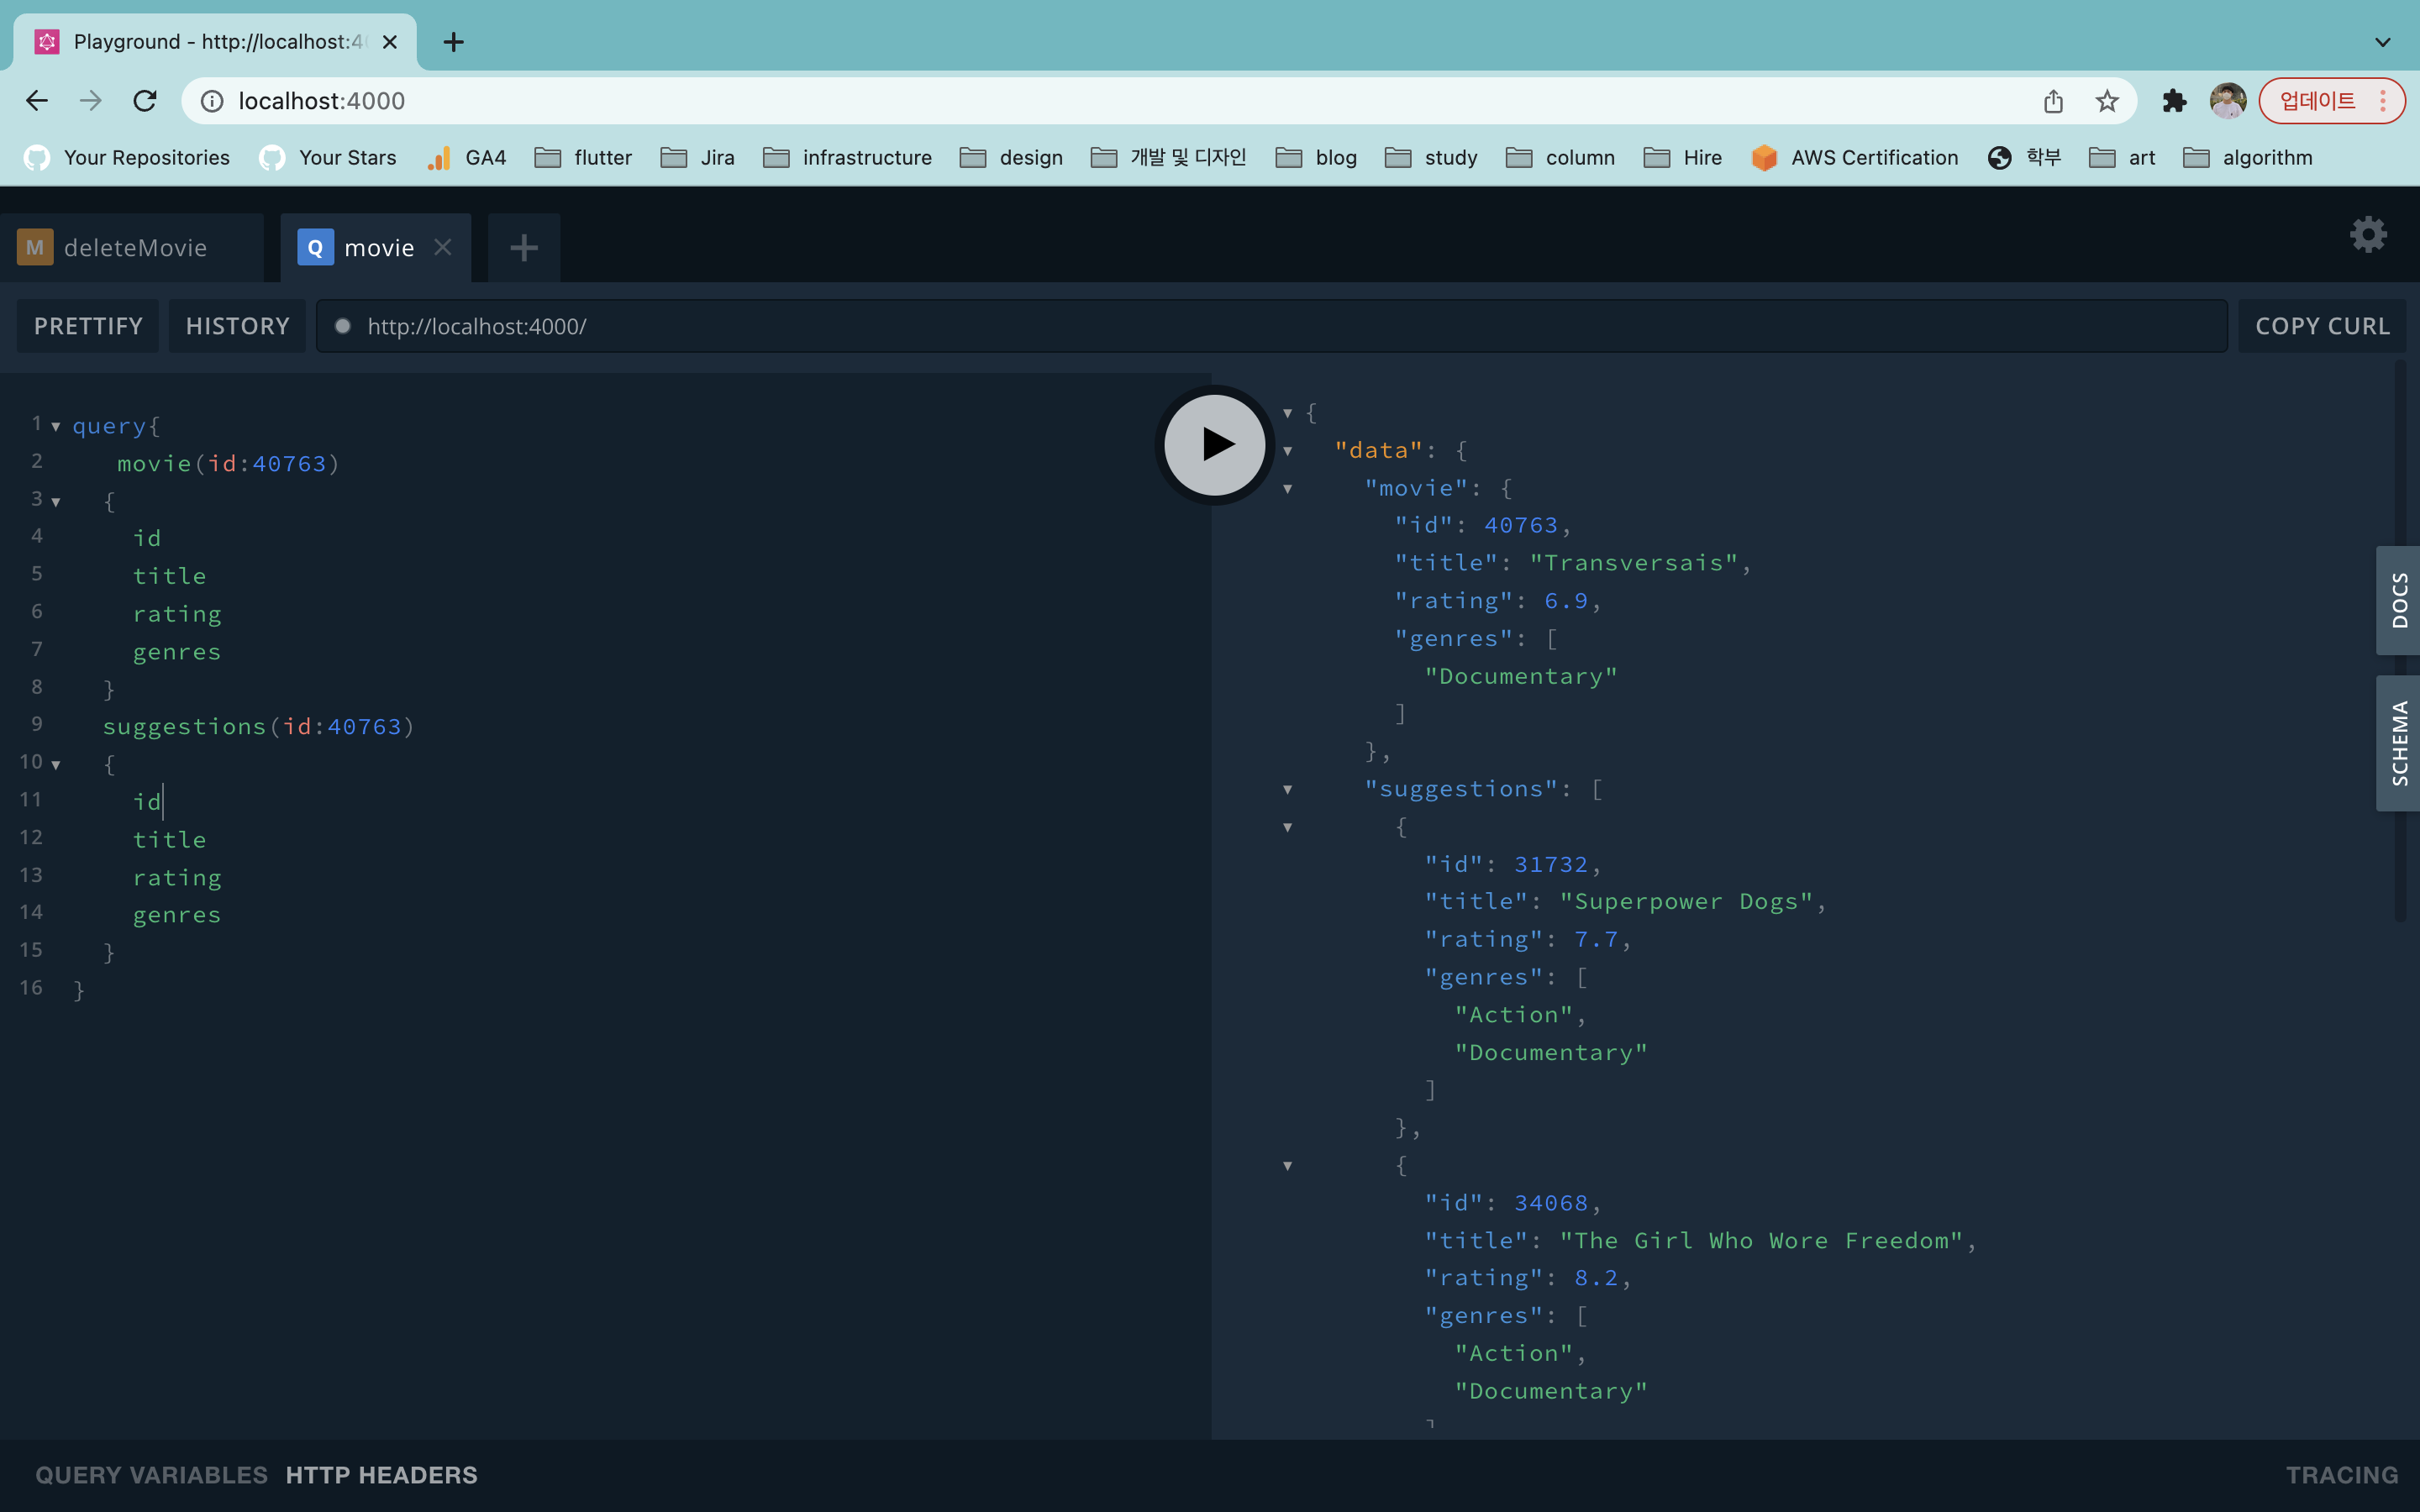 Playground - http://localhost:4
localhost:4000
업데이트
Your Repositories Your Stars GA4 flutter Jira infrastructure design 개발 및 디자인 blog study column Hire AWS Certification 학부 art algorithm
M deleteMovie Q movie
PRETTIFY HISTORY http://localhost:4000/ COPY CURL
1 query{
2 movie(id:40763)
3 {
4 id
5 title
6 rating
7 genres
8 }
9 suggestions(id:40763)
10 {
11 id
12 title
13 rating
14 genres
15 }
16 }
{
"data": {
"movie": {
"id": 40763,
"title": "Transversais",
"rating": 6.9,
"genres": [
"Documentary"
]
},
"suggestions": [
{
"id": 31732,
"title": "Superpower Dogs",
"rating": 7.7,
"genres": [
"Action",
"Documentary"
]
},
{
"id": 34068,
"title": "The Girl Who Wore Freedom",
"rating": 8.2,
"genres": [
"Action",
"Documentary"
]
DOCS
SCHEMA
QUERY VARIABLES HTTP HEADERS TRACING